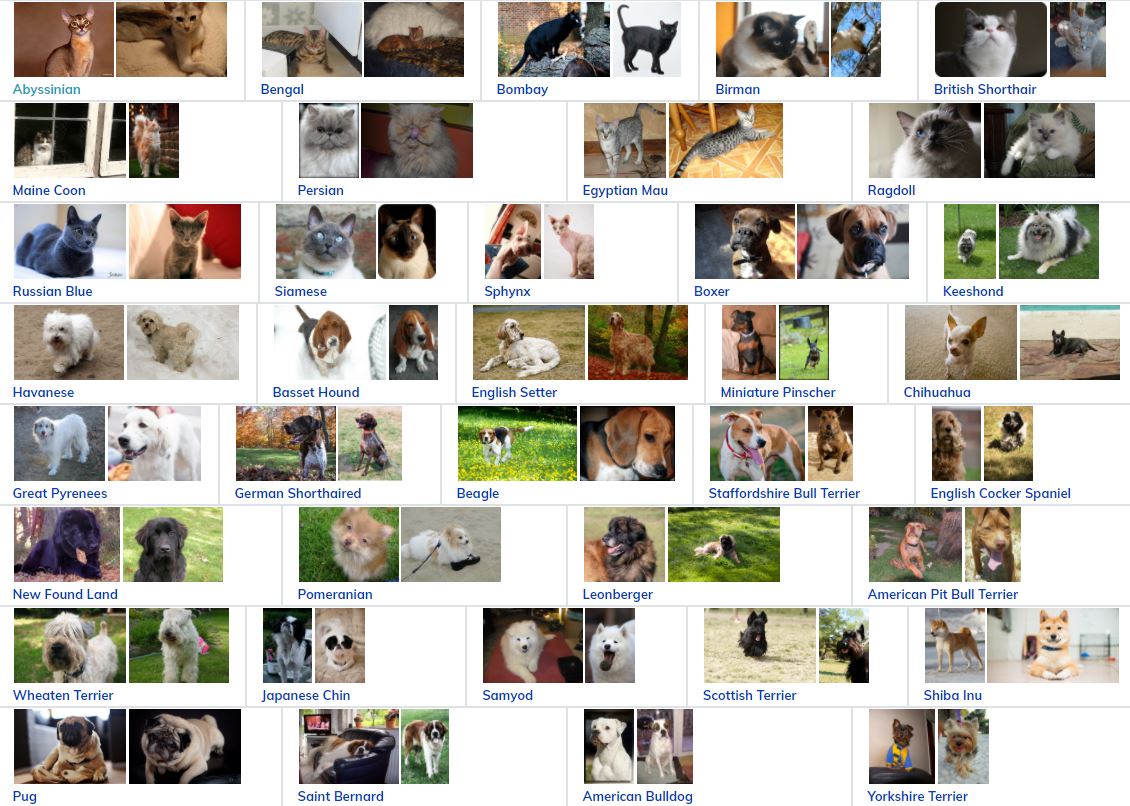 Abyssinian
Bengal
Bombay
Birman
British Shorthair
Maine Coon
Persian
Egyptian Mau
Ragdoll
Russian Blue
Siamese
Sphynx
Boxer
Keeshond
Havanese
Basset Hound
English Setter
Miniature Pinscher
Chihuahua
Great Pyrenees
German Shorthaired
Beagle
Staffordshire Bull Terrier
English Cocker Spaniel
New Found Land
Pomeranian
Leonberger
American Pit Bull Terrier
Wheaten Terrier
Japanese Chin
Samyod
Scottish Terrier
Shiba Inu
Pug
Saint Bernard
American Bulldog
Yorkshire Terrier